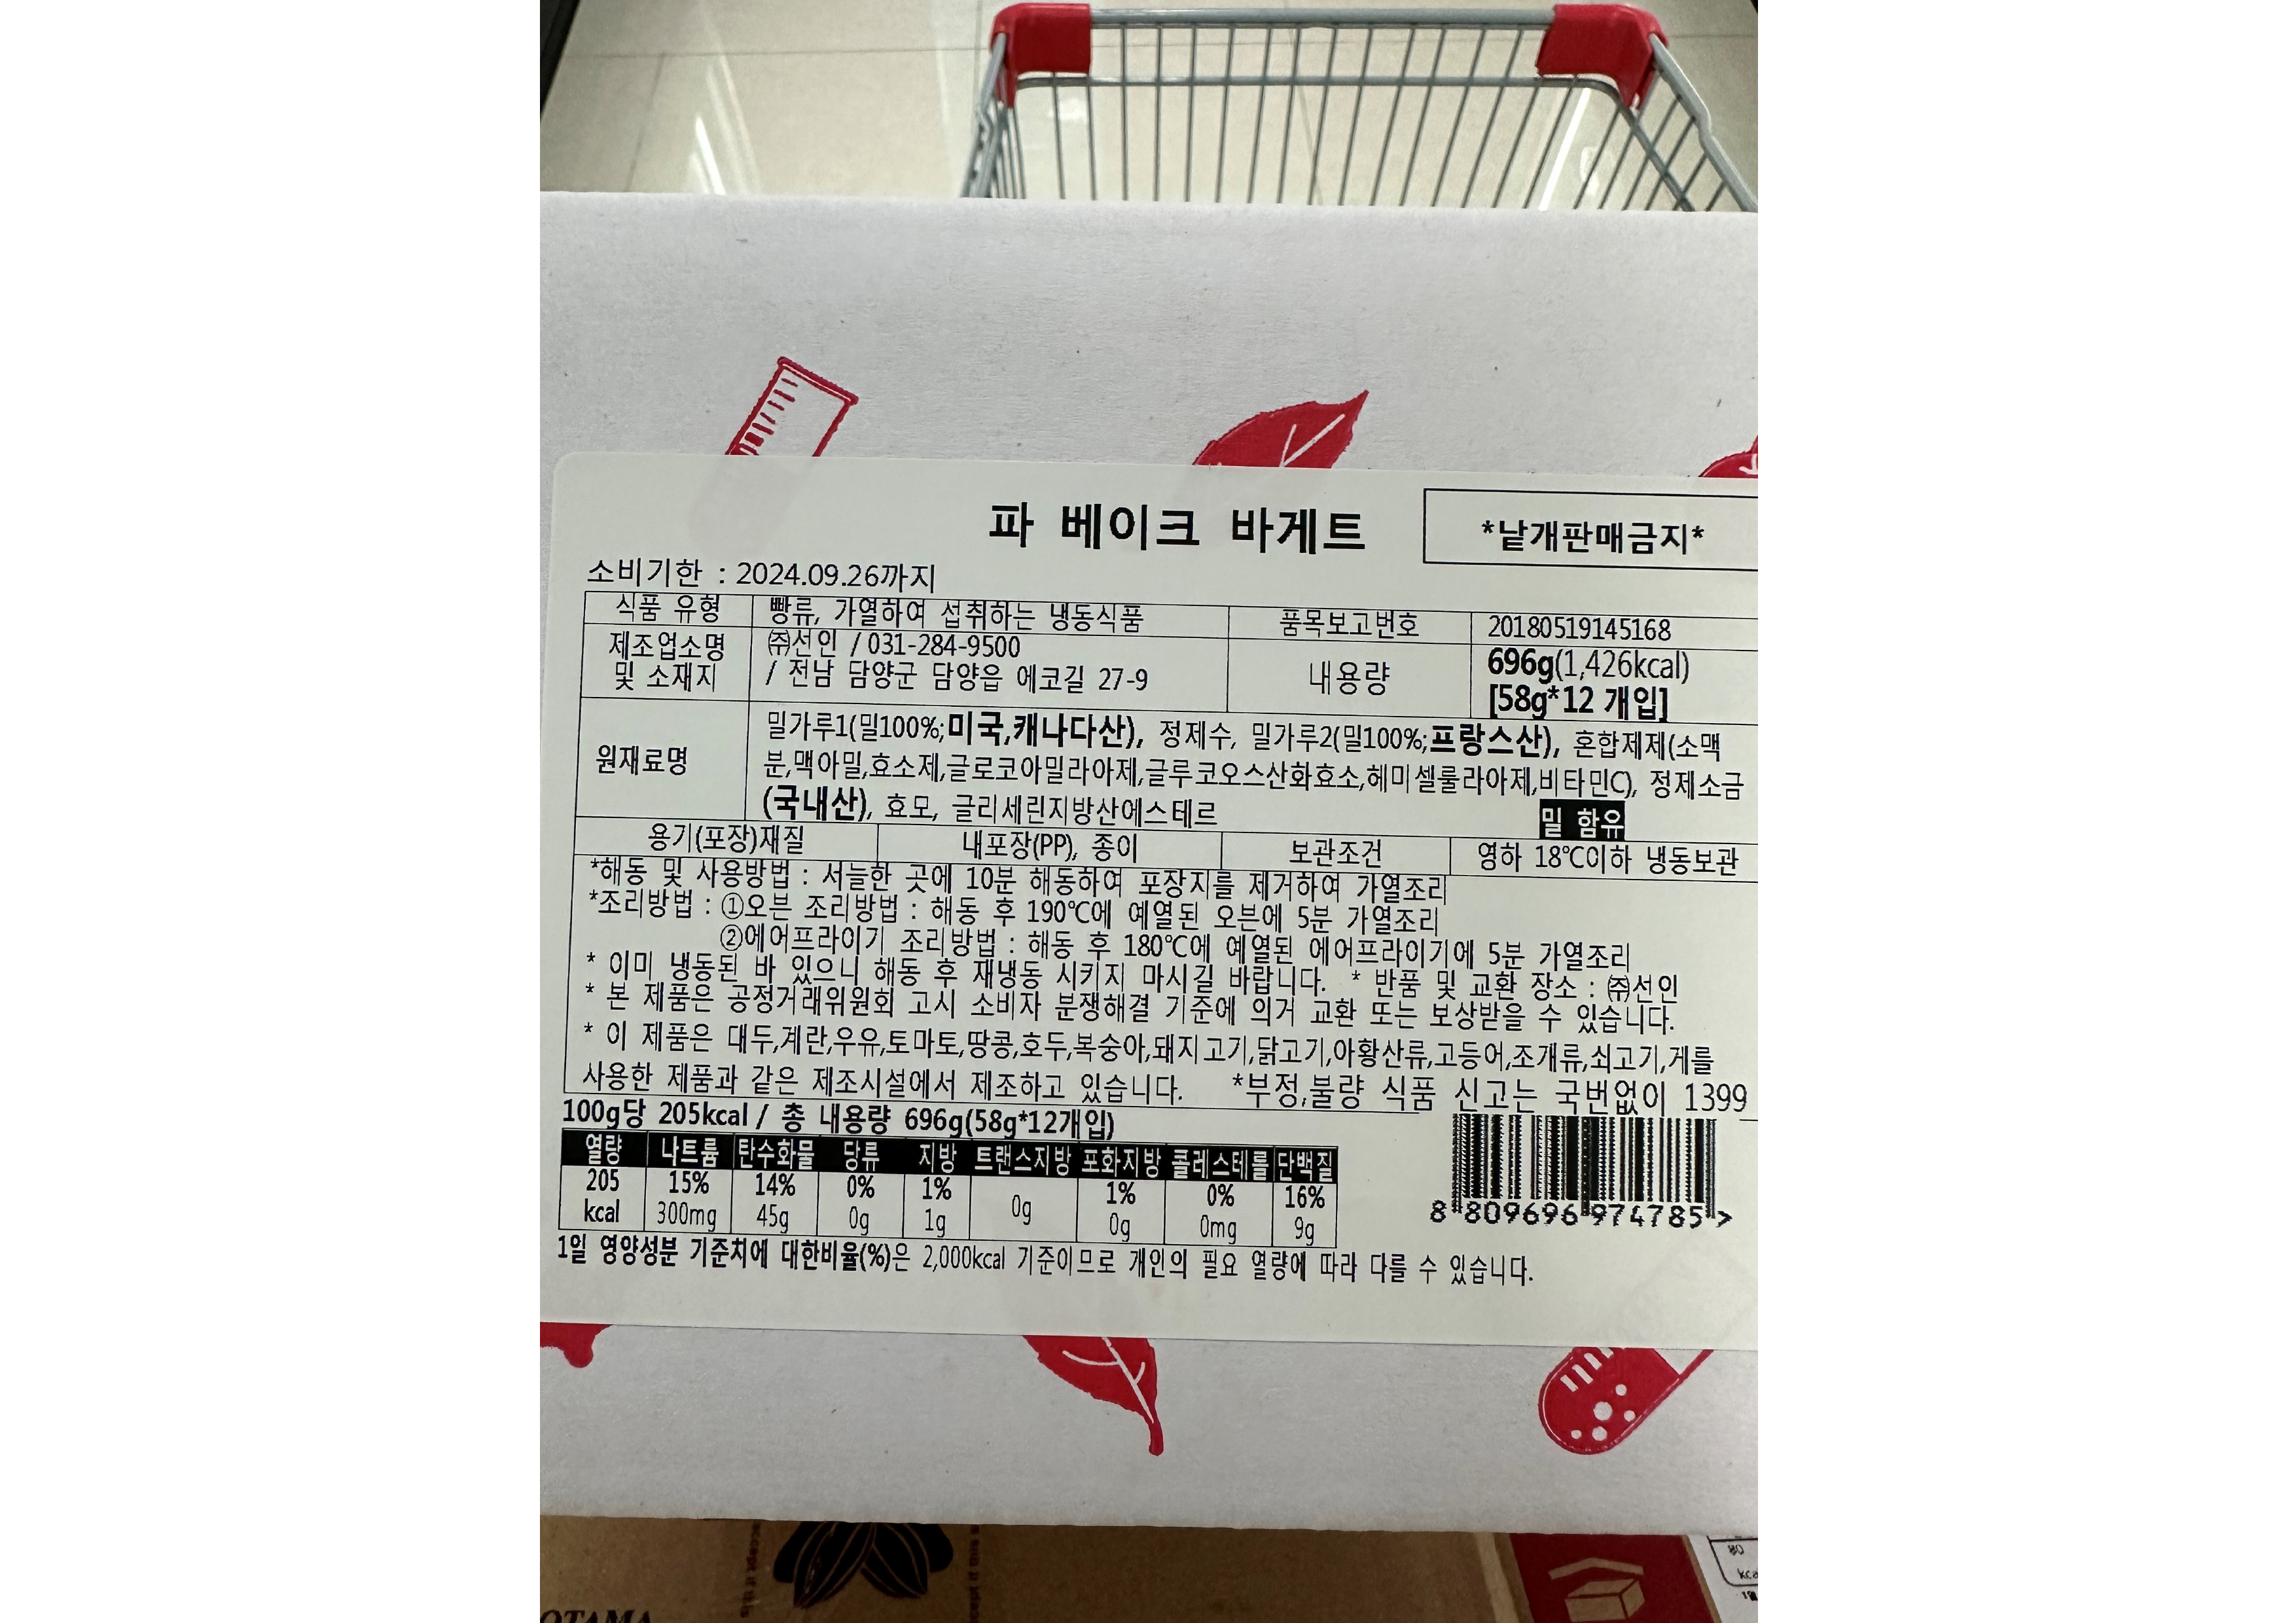 파 베이크 바게트
*낱개판매금지*
소비기한 : 2024.09.26까지
식품 유형
빵류, 가열하여 섭취하는 냉동식품
품목보고번호
20180519145168
제조업소명
및 소재지
㈜선인 / 031-284-9500
/ 전남 담양군 담양읍 에코길 27-9
내용량
696g(1,426kcal)
[58g*12 개입]
원재료명
밀가루1(밀100%;미국,캐나다산), 정제수, 밀가루2(밀100%;프랑스산), 혼합제제(소맥
분,맥아밀,효소제,글로코아밀라아제,글루코오스산화효소,헤미셀룰라아제,비타민C), 정제소금
(국내산), 효모, 글리세린지방산에스테르
밀 함유
용기(포장)재질
내포장(PP), 종이
보관조건
영하 18℃이하 냉동보관
*해동 및 사용방법 : 서늘한 곳에 10분 해동하여 포장지를 제거하여 가열조리
*조리방법 : ①오븐 조리방법 : 해동 후 190℃에 예열된 오븐에 5분 가열조리
②에어프라이기 조리방법 : 해동 후 180℃에 예열된 에어프라이기에 5분 가열조리
* 이미 냉동된 바 있으니 해동 후 재냉동 시키지 마시길 바랍니다. * 반품 및 교환 장소 : ㈜선인
* 본 제품은 공정거래위원회 고시 소비자 분쟁해결 기준에 의거 교환 또는 보상받을 수 있습니다.
* 이 제품은 대두,계란,우유,토마토,땅콩,호두,복숭아,돼지고기,닭고기,아황산류,고등어,조개류,쇠고기,게를
사용한 제품과 같은 제조시설에서 제조하고 있습니다. *부정,불량 식품 신고는 국번없이 1399
100g당 205kcal / 총 내용량 696g(58g*12개입)
열량 나트륨 탄수화물 당류 지방 트랜스지방 포화지방 콜레스테롤 단백질
205 15% 14% 0% 1% 0g 1% 0% 16%
kcal 300mg 45g 0g 1g 0g 0mg 9g
8 809696 974785 >
1일 영양성분 기준치에 대한비율(%)은 2,000kcal 기준이므로 개인의 필요 열량에 따라 다를 수 있습니다.
80